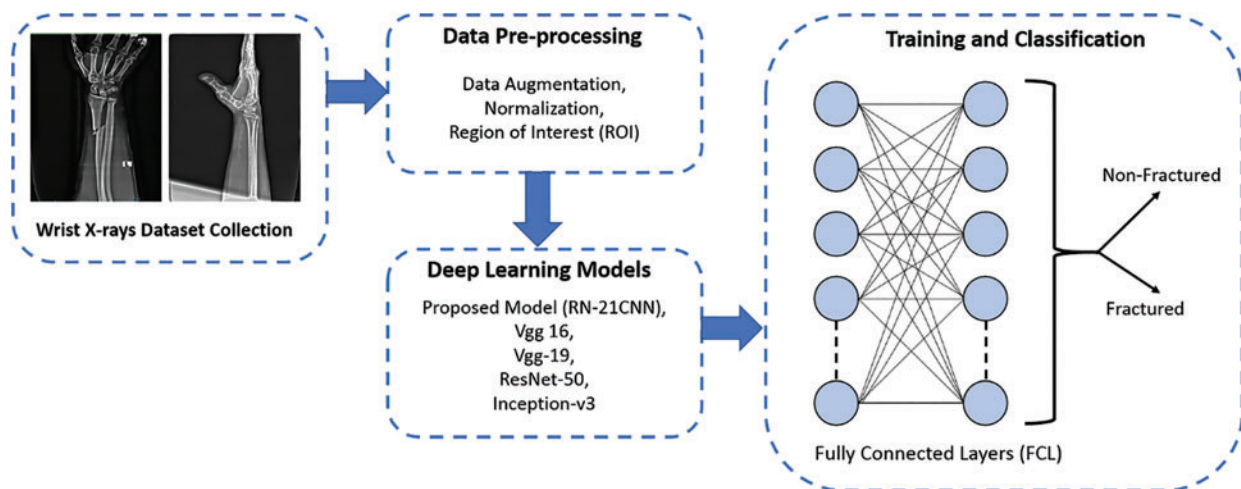 Wrist X-rays Dataset Collection
Data Pre-processing
Data Augmentation,
Normalization,
Region of Interest (ROI)
Deep Learning Models
Proposed Model (RN-21CNN),
Vgg 16,
Vgg-19,
ResNet-50,
Inception-v3
Training and Classification
Non-Fractured
Fractured
Fully Connected Layers (FCL)